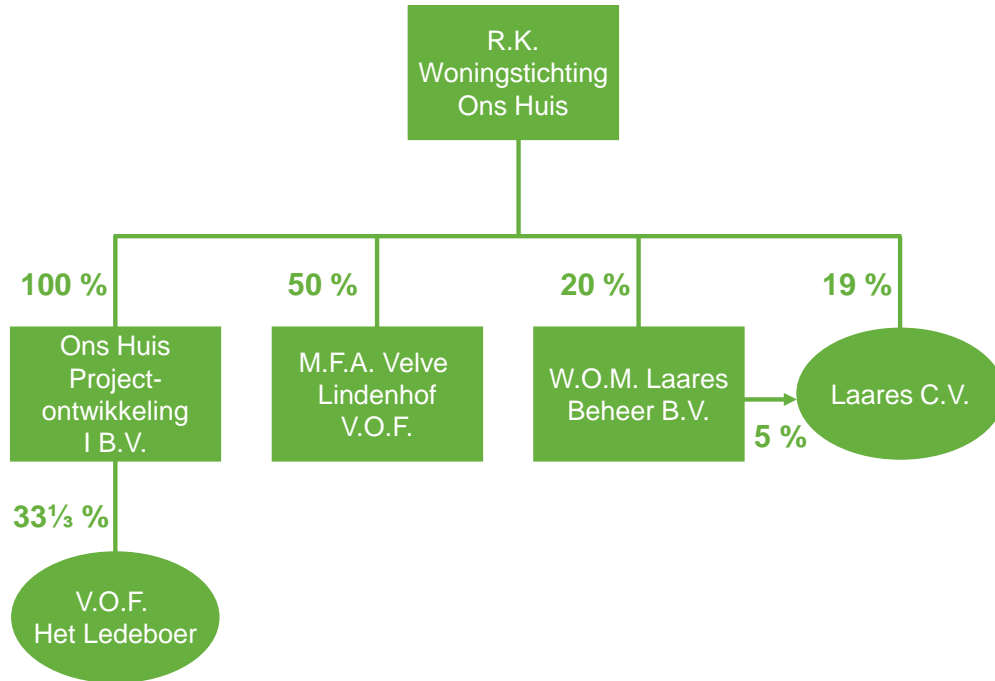 R.K.
Woningstichting
Ons Huis
100 %
50 %
20 %
19 %
Ons Huis
Project-
ontwikkeling
I B.V.
M.F.A. Velve
Lindenhof
V.O.F.
W.O.M. Laares
Beheer B.V.
Laares C.V.
5 %
33⅓ %
V.O.F.
Het Ledeboer